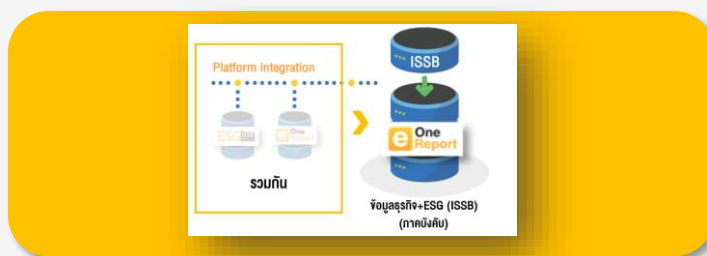 Platform integration
ESG Data
e One Report
รวมกัน
ISSB
e One
Report
ข้อมูลธุรกิจ+ESG (ISSB)
(ภาคบังคับ)